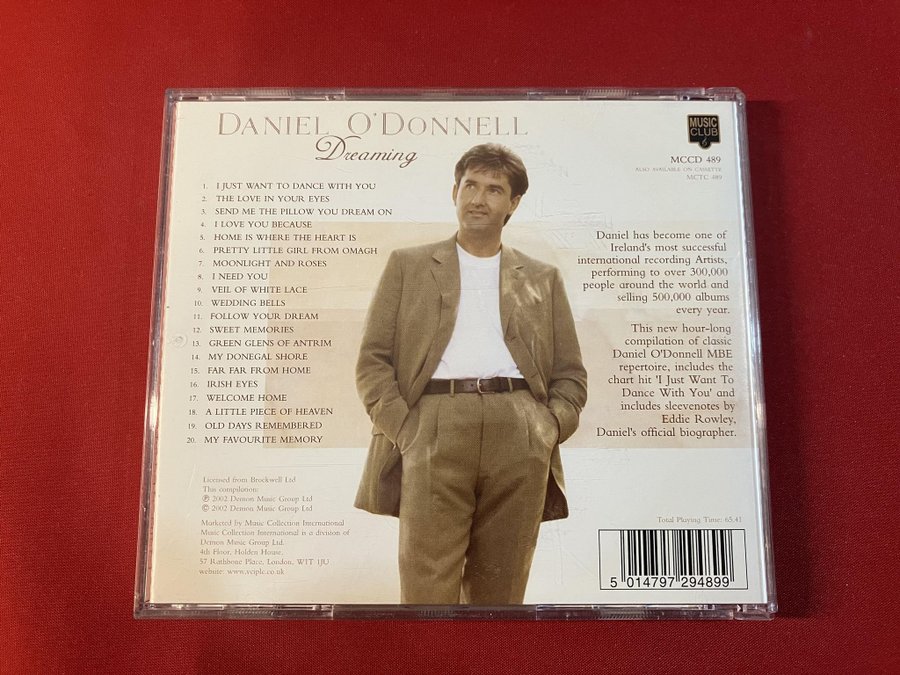 DANIEL O'DONNELL
Dreaming
MUSIC
CLUB
MCCD 489
ALSO AVAILABLE ON CASSETTE
MCTC 489
1. I JUST WANT TO DANCE WITH YOU
2. THE LOVE IN YOUR EYES
3. SEND ME THE PILLOW YOU DREAM ON
4. I LOVE YOU BECAUSE
5. HOME IS WHERE THE HEART IS
6. PRETTY LITTLE GIRL FROM OMAGH
7. MOONLIGHT AND ROSES
8. I NEED YOU
9. VEIL OF WHITE LACE
10. WEDDING BELLS
11. FOLLOW YOUR DREAM
12. SWEET MEMORIES
13. GREEN GLENS OF ANTRIM
14. MY DONEGAL SHORE
15. FAR FAR FROM HOME
16. IRISH EYES
17. WELCOME HOME
18. A LITTLE PIECE OF HEAVEN
19. OLD DAYS REMEMBERED
20. MY FAVOURITE MEMORY
Daniel has become one of
Ireland's most successful
international recording Artists,
performing to over 300,000
people around the world and
selling 500,000 albums
every year.
This new hour-long
compilation of classic
Daniel O'Donnell MBE
repertoire, includes the
chart hit 'I Just Want To
Dance With You' and
includes sleevenotes by
Eddie Rowley,
Daniel's official biographer.
Licensed from Brockwell Ltd
This compilation:
℗ 2002 Demon Music Group Ltd
© 2002 Demon Music Group Ltd
Marketed by Music Collection International
Music Collection International is a division of
Demon Music Group Ltd.
4th Floor, Holden House,
57 Rathbone Place, London, W1T 1JU
website: www.vciplc.co.uk
Total Playing Time: 65.41
5 014797 294899